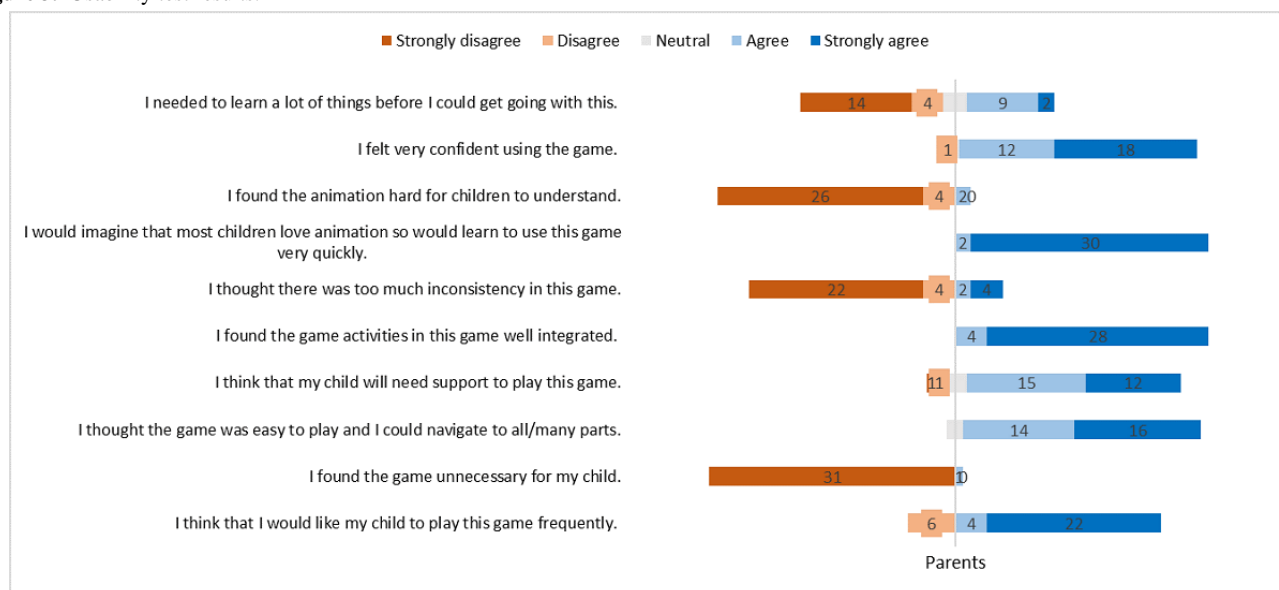 Strongly disagree Disagree Neutral Agree Strongly agree
I needed to learn a lot of things before I could get going with this. 14 4 9 2
I felt very confident using the game. 1 12 18
I found the animation hard for children to understand. 26 4 2 0
I would imagine that most children love animation so would learn to use this game
very quickly. 2 30
I thought there was too much inconsistency in this game. 22 4 2 4
I found the game activities in this game well integrated. 4 28
I think that my child will need support to play this game. 1 1 15 12
I thought the game was easy to play and I could navigate to all/many parts. 14 16
I found the game unnecessary for my child. 31 1 0
I think that I would like my child to play this game frequently. 6 4 22
Parents